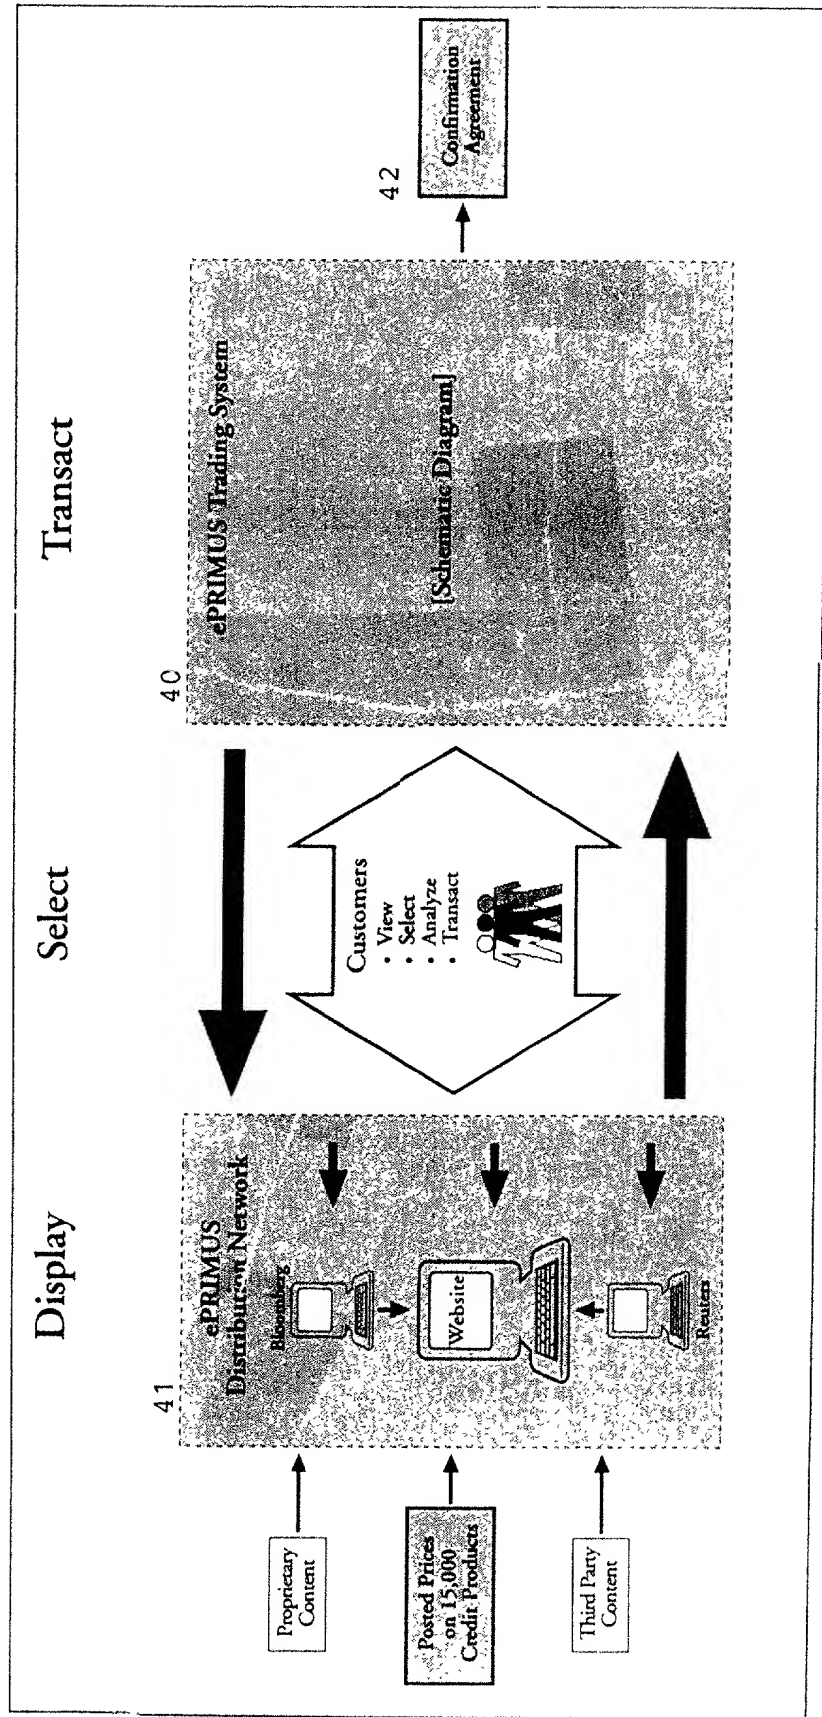 Display
Select
Transact
Proprietary
Content
Posted Prices
on 15,000
Credit Products
Third Party
Content
41
ePRIMUS
Distribution Network
Bloomberg
Website
Reuters
Customers
• View
• Select
• Analyze
• Transact
40
ePRIMUS Trading System
[Schematic Diagram]
42
Confirmation
Agreement